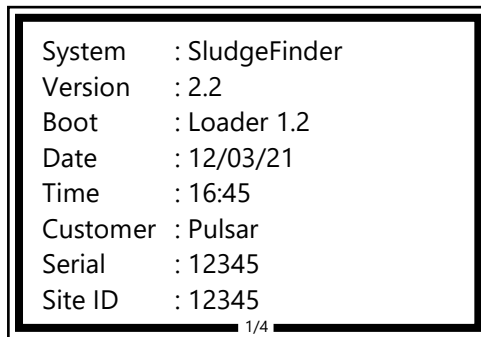 System : SludgeFinder
Version : 2.2
Boot : Loader 1.2
Date : 12/03/21
Time : 16:45
Customer : Pulsar
Serial : 12345
Site ID : 12345
1/4